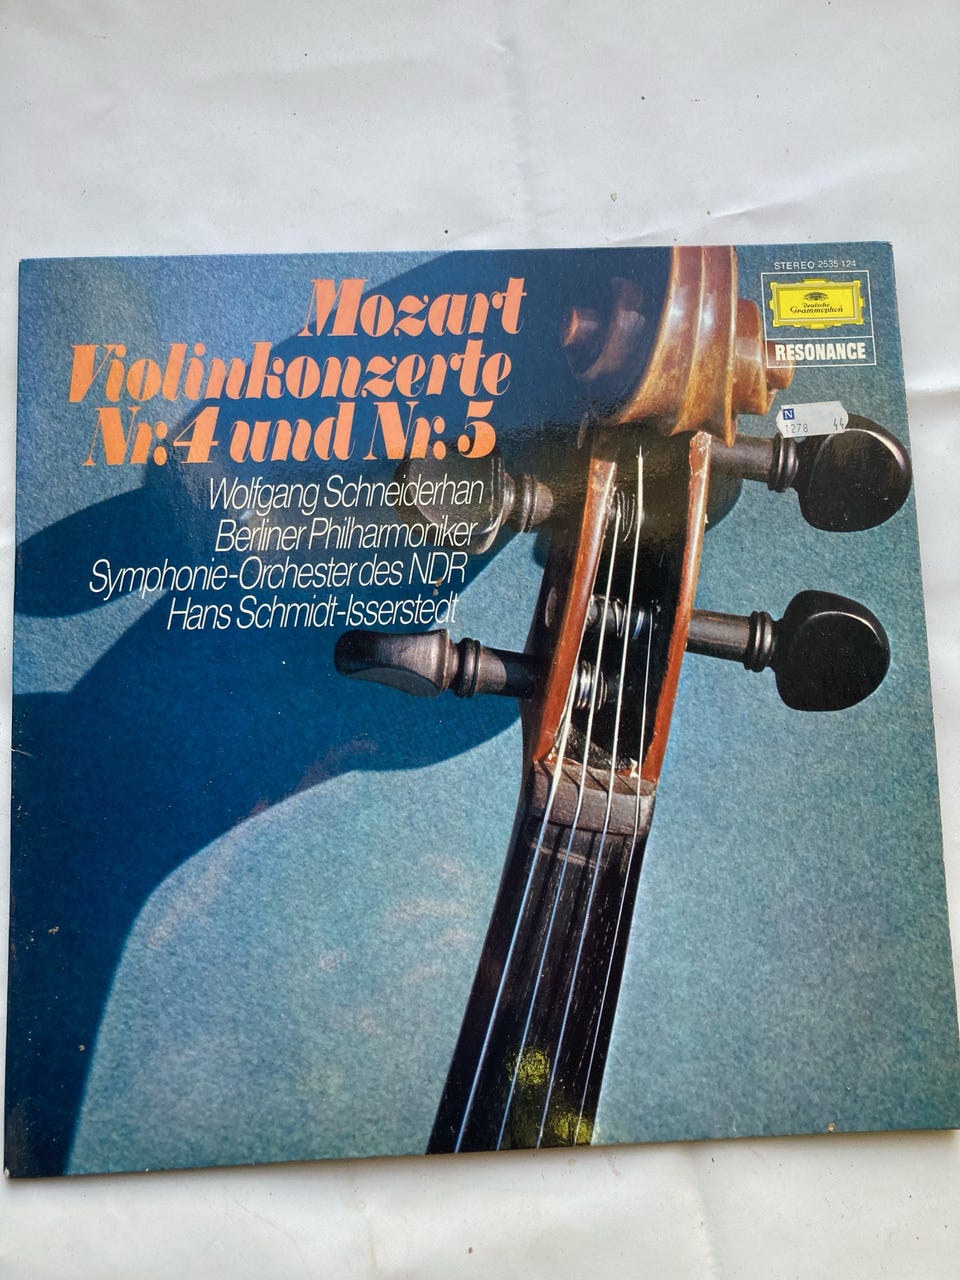 Mozart
Violinkonzerte
Nr. 4 und Nr. 5
Wolfgang Schneiderhan
Berliner Philharmoniker
Symphonie-Orchester des NDR
Hans Schmidt-Isserstedt
STEREO 2535 124
Deutsche
Grammophon
RESONANCE
N
1278 44